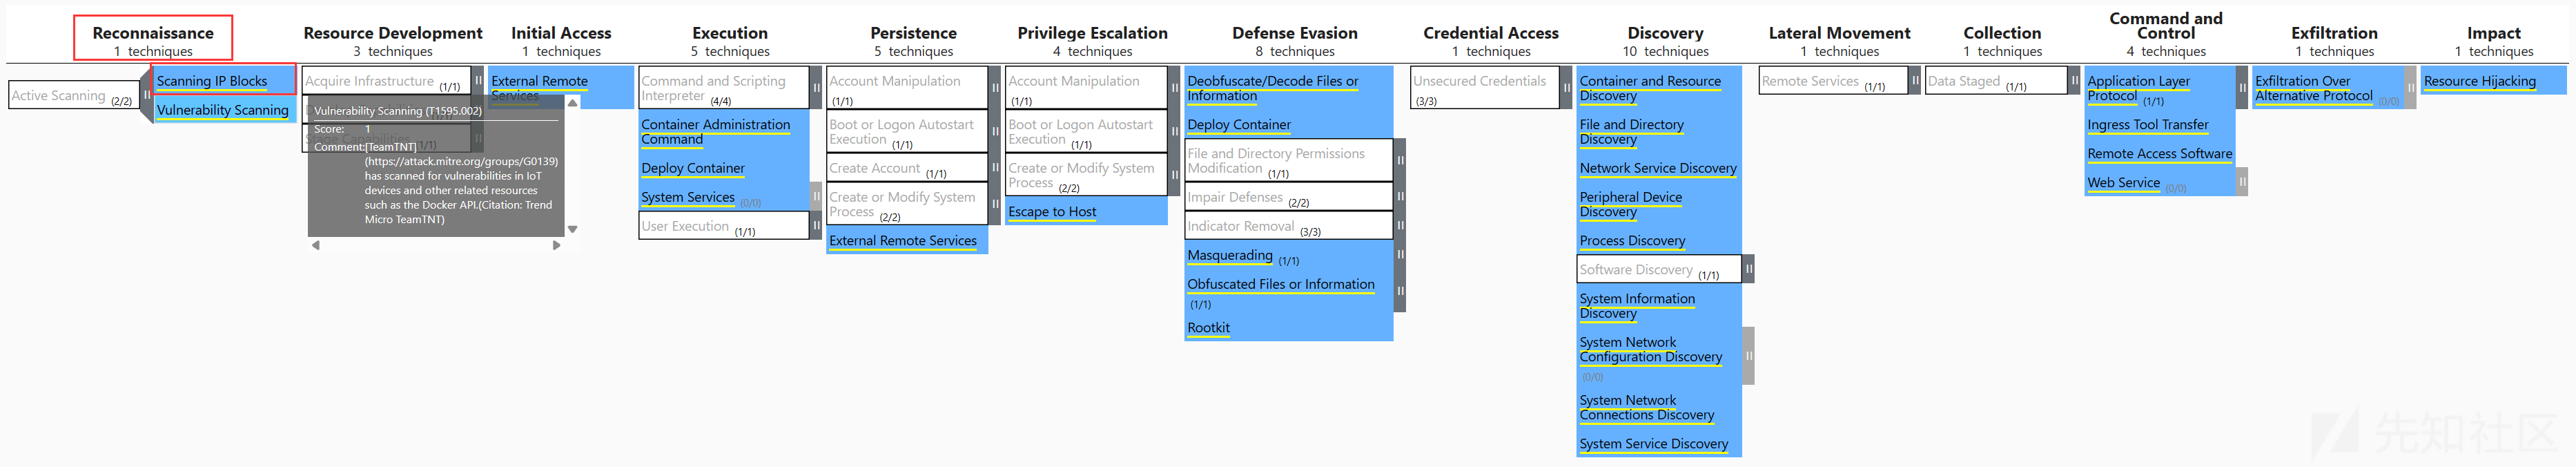 Reconnaissance
1 techniques
Active Scanning (2/2)
Scanning IP Blocks
Vulnerability Scanning
Resource Development
3 techniques
Acquire Infrastructure (1/1)
Vulnerability Scanning (T1595.002)
Score: 1
Comment:[TeamTNT]
(https://attack.mitre.org/groups/G0139)
has scanned for vulnerabilities in IoT
devices and other related resources
such as the Docker API.(Citation: Trend
Micro TeamTNT)
Initial Access
1 techniques
External Remote
Services
Execution
5 techniques
Command and Scripting
Interpreter (4/4)
Container Administration
Command
Deploy Container
System Services (0/0)
User Execution (1/1)
Persistence
5 techniques
Account Manipulation
(1/1)
Boot or Logon Autostart
Execution (1/1)
Create Account (1/1)
Create or Modify System
Process (2/2)
External Remote Services
Privilege Escalation
4 techniques
Account Manipulation
(1/1)
Boot or Logon Autostart
Execution (1/1)
Create or Modify System
Process (2/2)
Escape to Host
Defense Evasion
8 techniques
Deobfuscate/Decode Files or
Information
Deploy Container
File and Directory Permissions
Modification (1/1)
Impair Defenses (2/2)
Indicator Removal (3/3)
Masquerading (1/1)
Obfuscated Files or Information
(1/1)
Rootkit
Credential Access
1 techniques
Unsecured Credentials
(3/3)
Discovery
10 techniques
Container and Resource
Discovery
File and Directory
Discovery
Network Service Discovery
Peripheral Device
Discovery
Process Discovery
Software Discovery (1/1)
System Information
Discovery
System Network
Configuration Discovery
(0/0)
System Network
Connections Discovery
System Service Discovery
Lateral Movement
1 techniques
Remote Services (1/1)
Collection
1 techniques
Data Staged (1/1)
Command and
Control
4 techniques
Application Layer
Protocol (1/1)
Ingress Tool Transfer
Remote Access Software
Web Service (0/0)
Exfiltration
1 techniques
Exfiltration Over
Alternative Protocol (0/0)
Impact
1 techniques
Resource Hijacking
先知社区